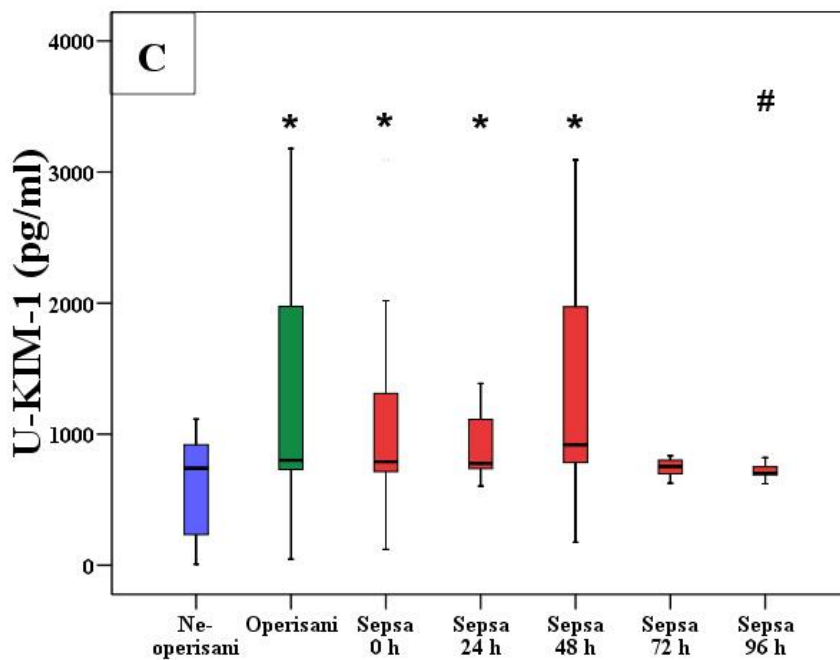 C
4000
3000
2000
1000
0
U-KIM-1 (pg/ml)
* * * * #
Ne-
operisani
Operisani
Sepsa
0 h
Sepsa
24 h
Sepsa
48 h
Sepsa
72 h
Sepsa
96 h